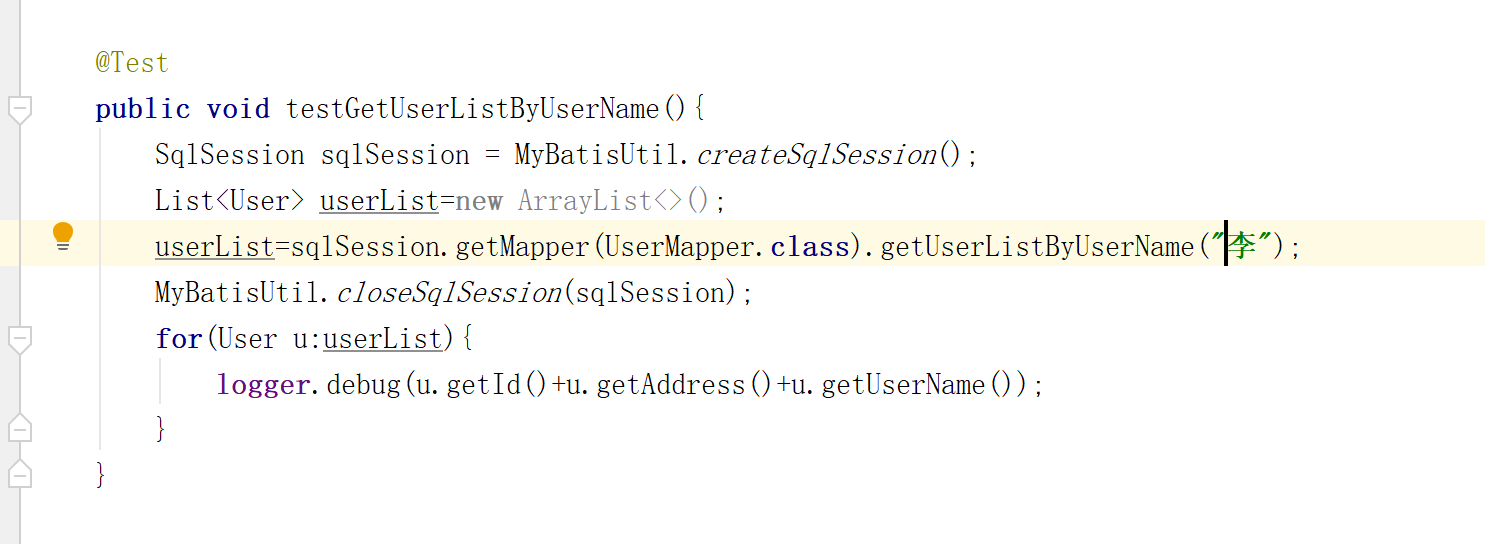 @Test
public void testGetUserListByUserName(){
SqlSession sqlSession = MyBatisUtil.createSqlSession();
List<User> userList=new ArrayList<>();
userList=sqlSession.getMapper(UserMapper.class).getUserListByUserName("李");
MyBatisUtil.closeSqlSession(sqlSession);
for(User u:userList){
logger.debug(u.getId()+u.getAddress()+u.getUserName());
}
}